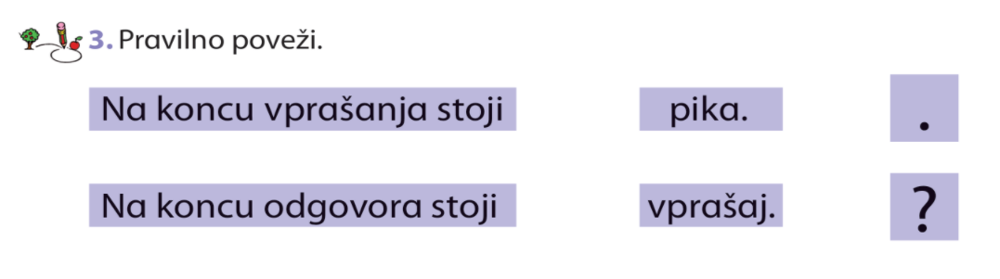 3. Pravilno poveži.
Na koncu vprašanja stoji pika. .
Na koncu odgovora stoji vprašaj. ?